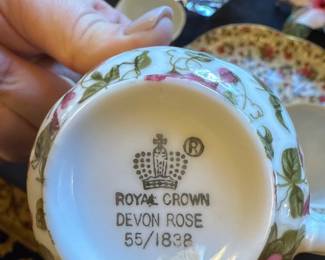 ®
ROYAL CROWN
DEVON ROSE
55/1838